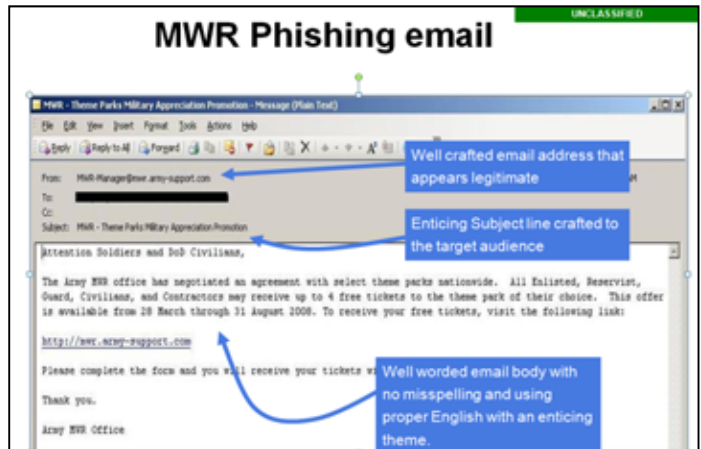 UNCLASSIFIED
MWR Phishing email
MWR - Theme Parks Military Appreciation Promotion - Message (Plain Text)
File Edit View Insert Format Tools Actions Help
Reply Reply to All Forward
Well crafted email address that
appears legitimate
From: MWR-Manager@mwr.army-support.com
To:
Cc:
Subject: MWR - Theme Parks Military Appreciation Promotion
Enticing Subject line crafted to
the target audience
Attention Soldiers and DoD Civilians,
The Army MWR office has negotiated an agreement with select theme parks nationwide. All Enlisted, Reservist,
Guard, Civilians, and Contractors may receive up to 4 free tickets to the theme park of their choice. This offer
is available from 28 March through 31 August 2008. To receive your free tickets, visit the following link:
http://mwr.army-support.com
Please complete the form and you will receive your tickets
Well worded email body with
no misspelling and using
proper English with an enticing
theme.
Thank you.
Army MWR Office